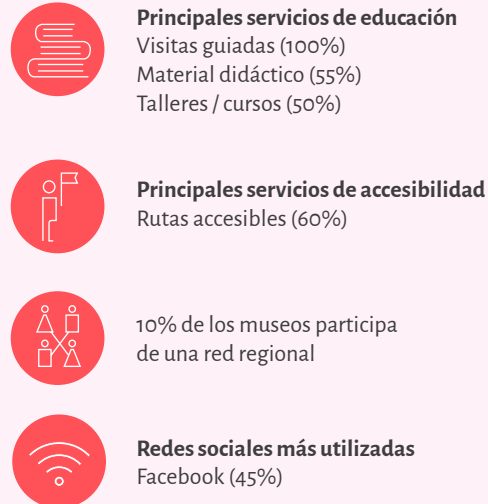 Principales servicios de educación
Visitas guiadas (100%)
Material didáctico (55%)
Talleres / cursos (50%)
Principales servicios de accesibilidad
Rutas accesibles (60%)
10% de los museos participa
de una red regional
Redes sociales más utilizadas
Facebook (45%)